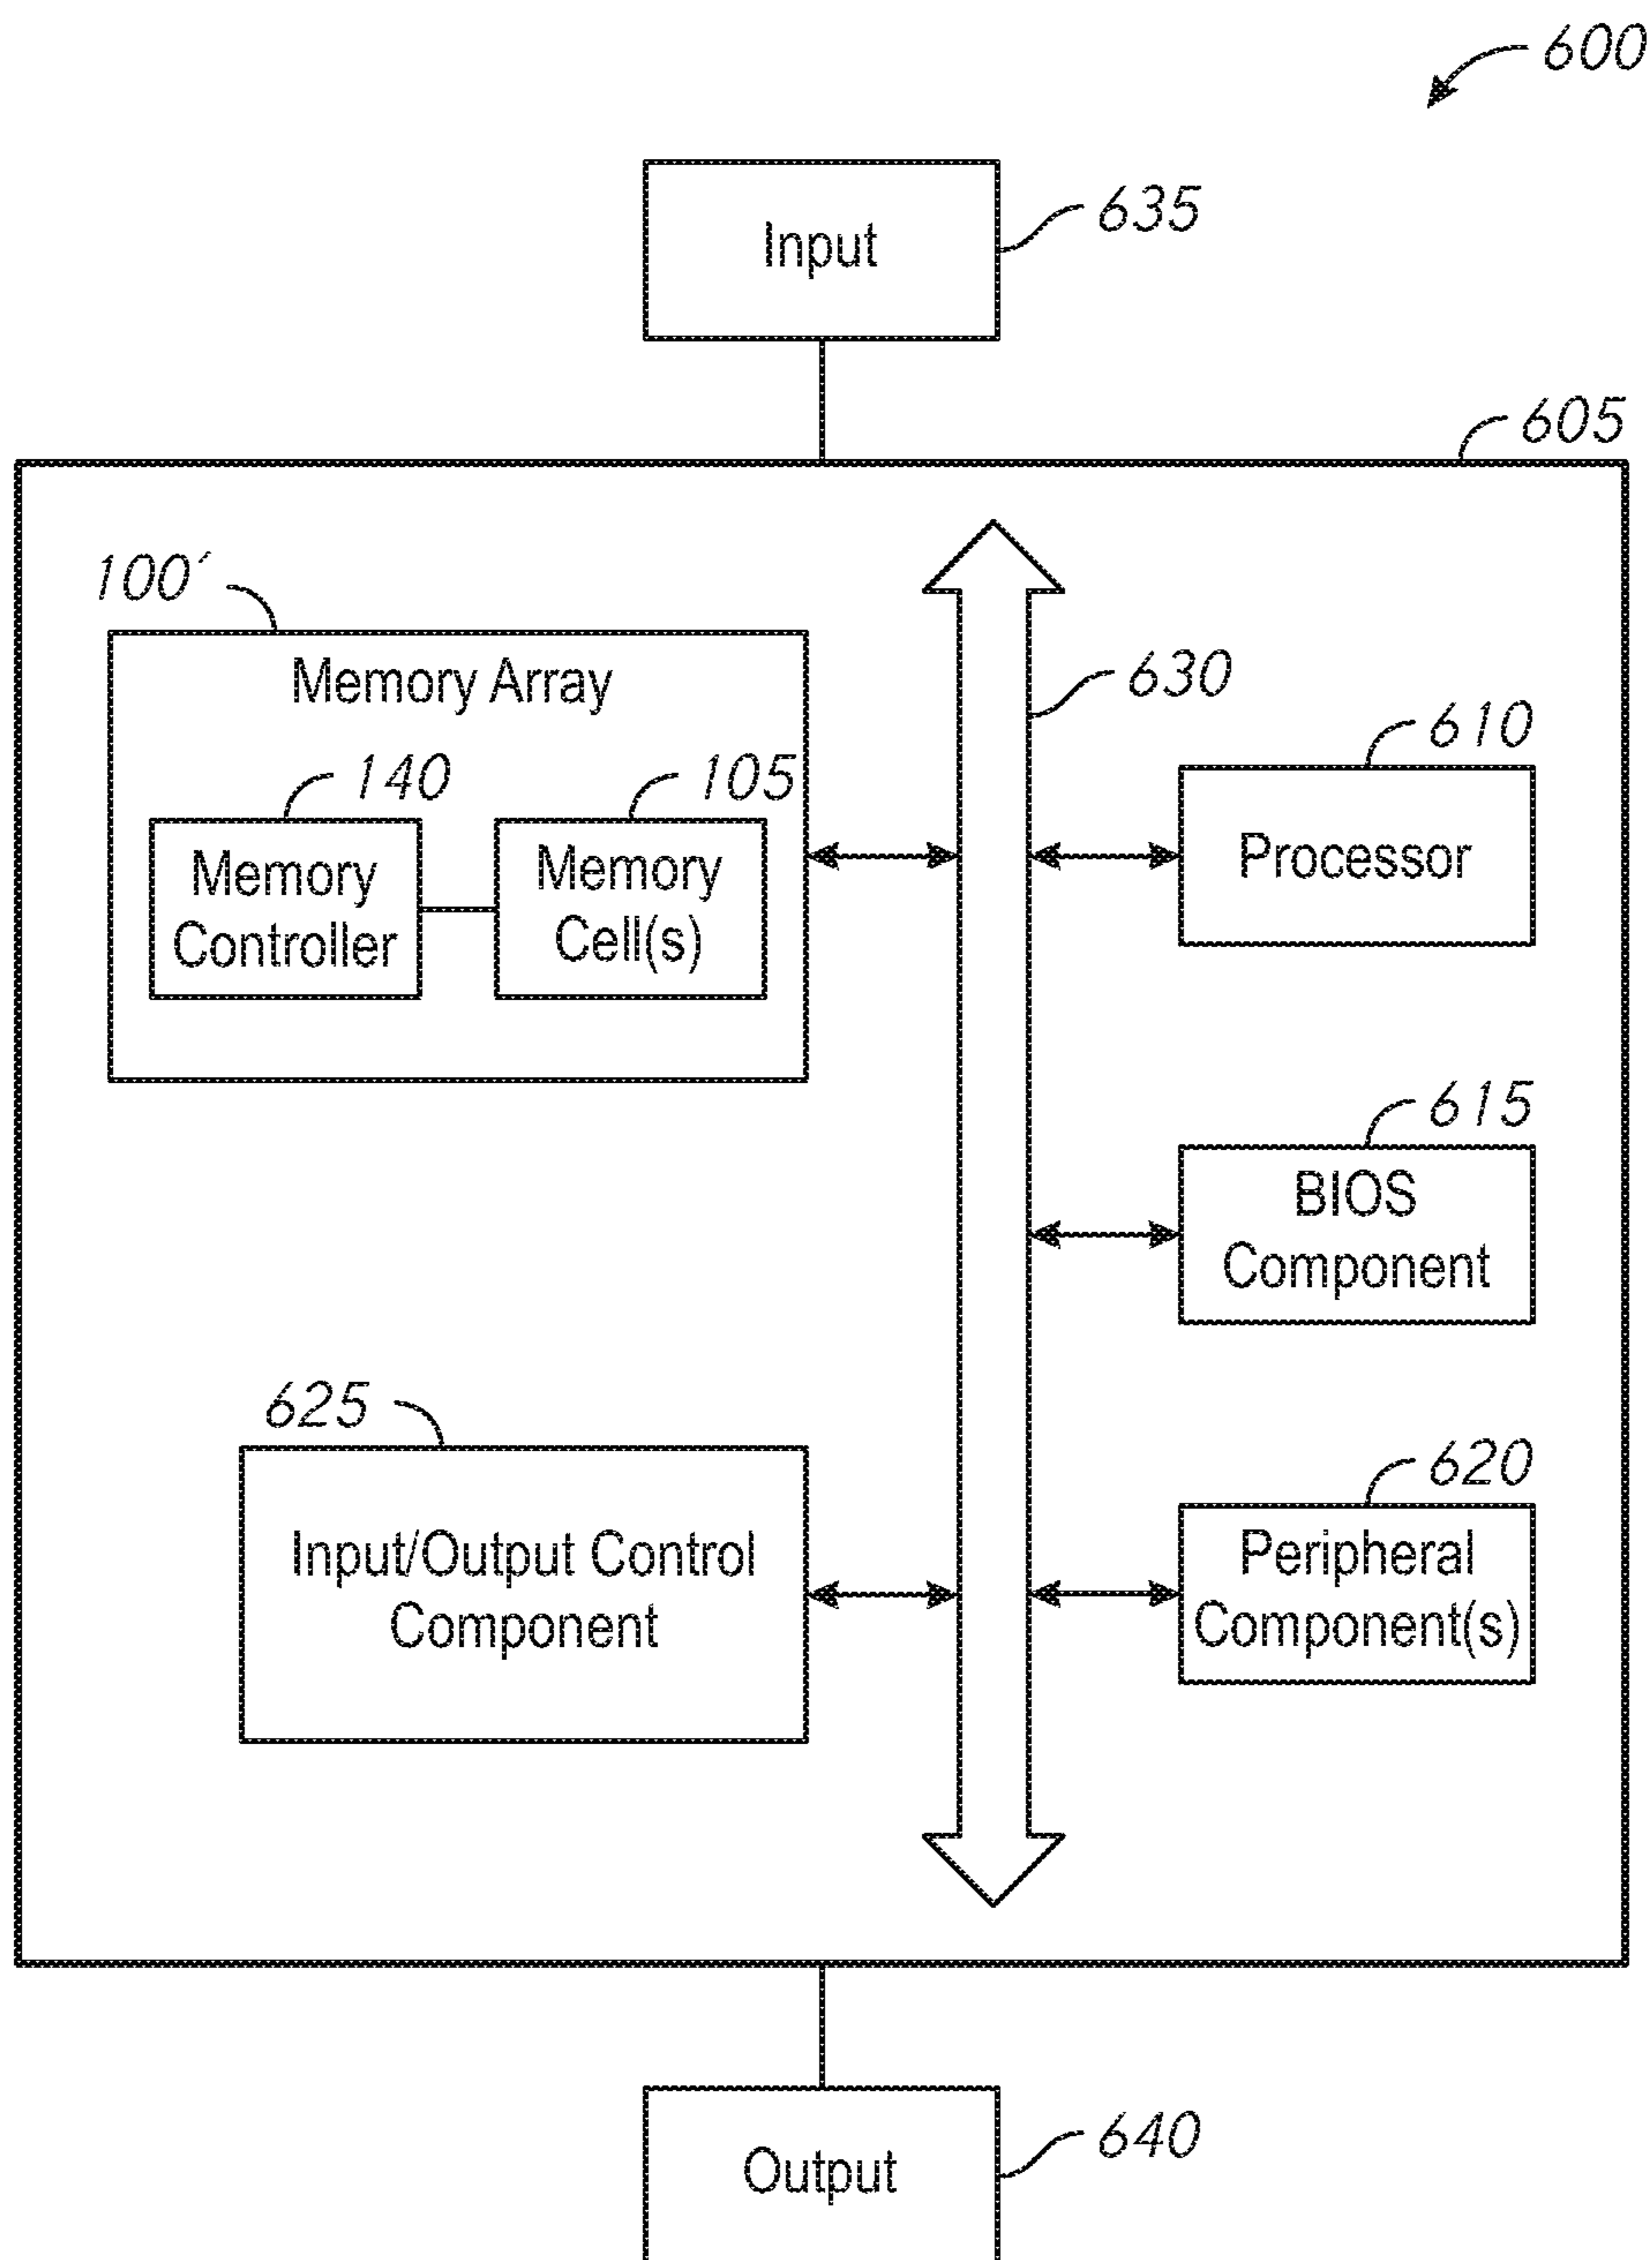 600
Input
635
605
100′
Memory Array
630
610
140
105
Memory
Controller
Memory
Cell(s)
Processor
615
BIOS
Component
625
620
Input/Output Control
Component
Peripheral
Component(s)
Output
640